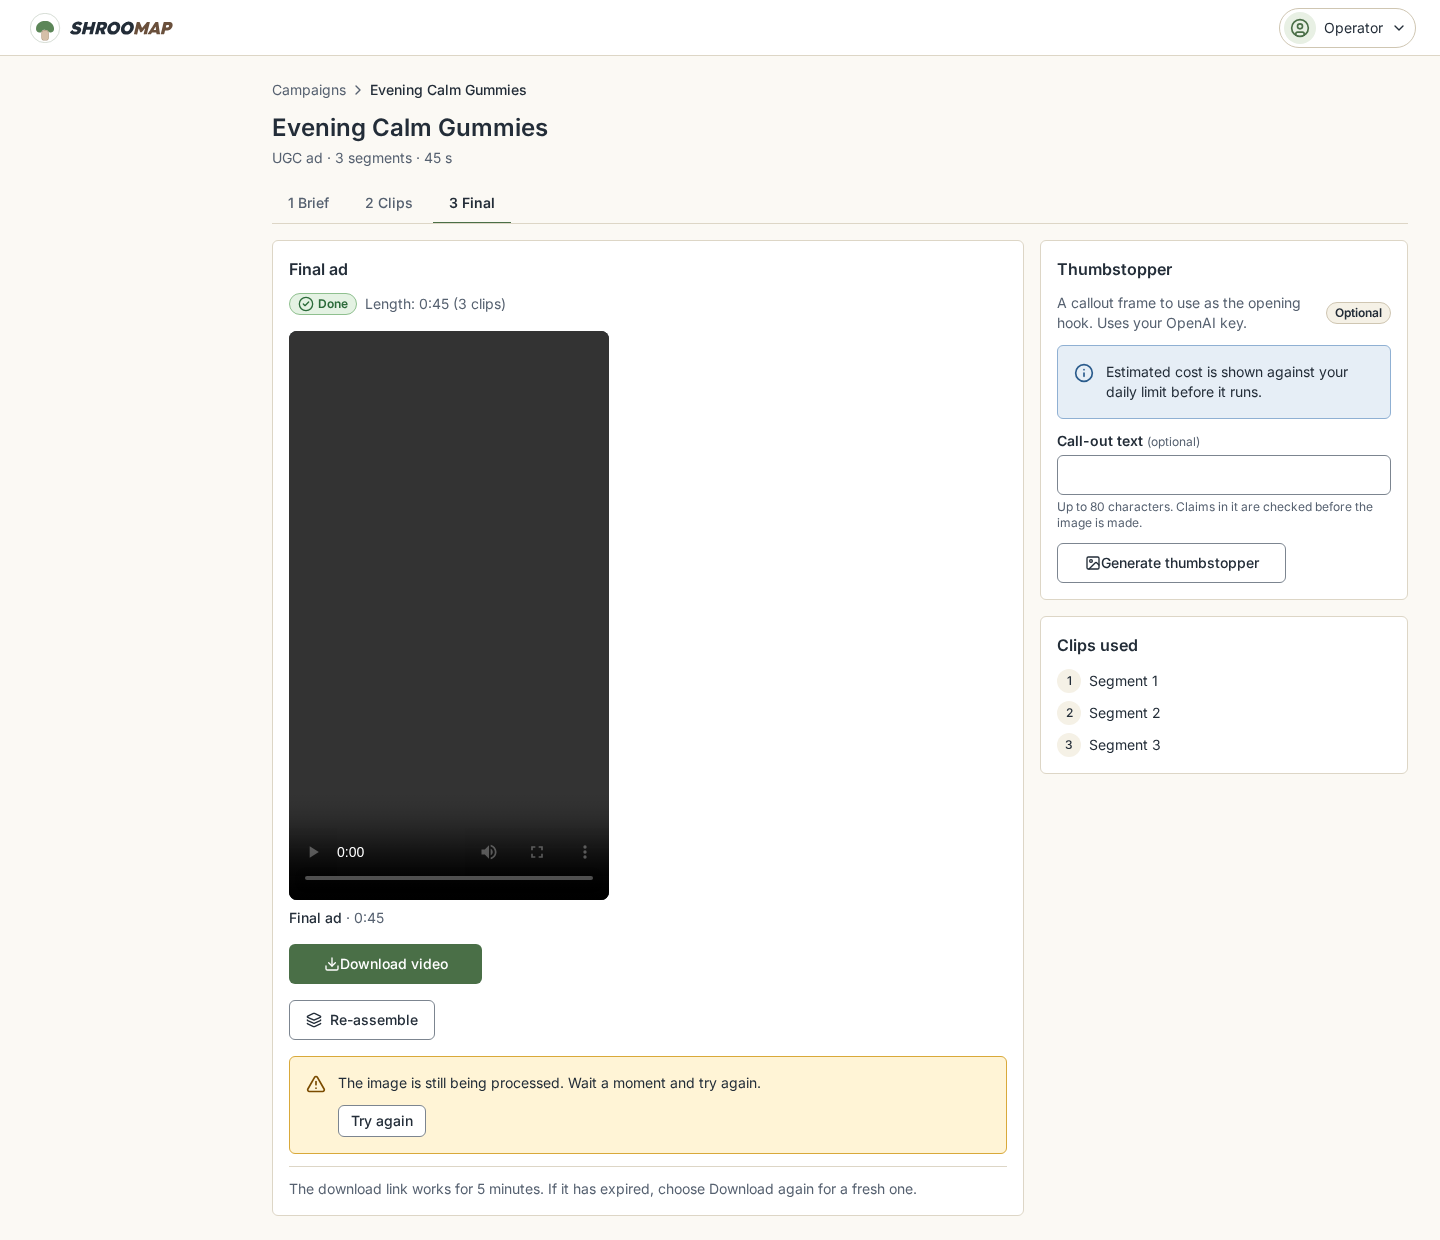 SHROOMAP
Operator
Campaigns
Evening Calm Gummies
Evening Calm Gummies
UGC ad · 3 segments · 45 s
1 Brief
2 Clips
3 Final
Final ad
Done
Length: 0:45 (3 clips)
0:00
Final ad · 0:45
Download video
Re-assemble
The image is still being processed. Wait a moment and try again.
Try again
The download link works for 5 minutes. If it has expired, choose Download again for a fresh one.
Thumbstopper
A callout frame to use as the opening
hook. Uses your OpenAI key.
Optional
Estimated cost is shown against your
daily limit before it runs.
Call-out text (optional)
Up to 80 characters. Claims in it are checked before the
image is made.
Generate thumbstopper
Clips used
1 Segment 1
2 Segment 2
3 Segment 3